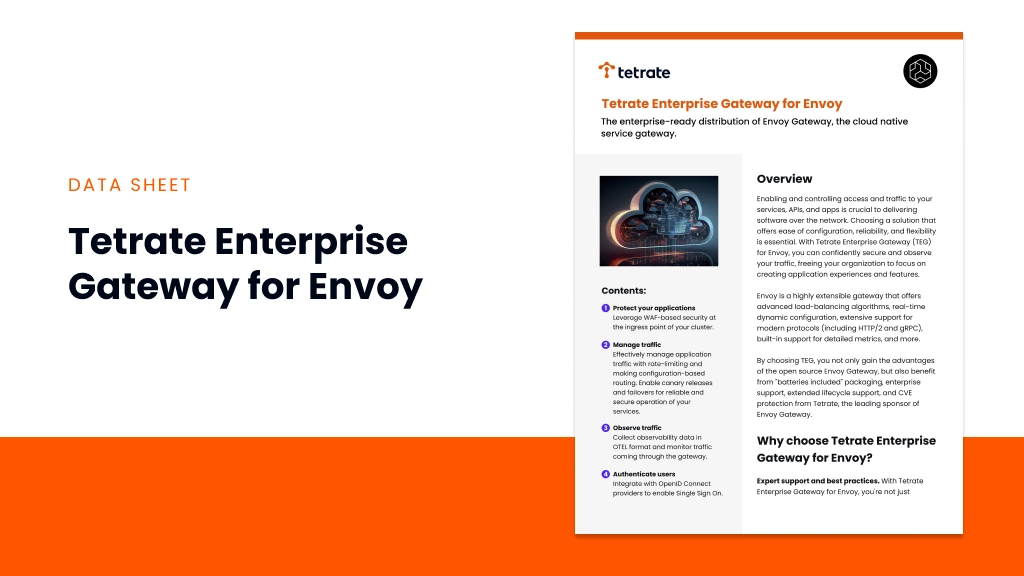 DATA SHEET
Tetrate Enterprise
Gateway for Envoy
tetrate
Tetrate Enterprise Gateway for Envoy
The enterprise-ready distribution of Envoy Gateway, the cloud native
service gateway.
Contents:
1 Protect your applications
Leverage WAF-based security at
the ingress point of your cluster.
2 Manage traffic
Effectively manage application
traffic with rate-limiting and
making configuration-based
routing. Enable canary releases
and failovers for reliable and
secure operation of your
services.
3 Observe traffic
Collect observability data in
OTEL format and monitor traffic
coming through the gateway.
4 Authenticate users
Integrate with OpenID Connect
providers to enable Single Sign On.
Overview
Enabling and controlling access and traffic to your
services, APIs, and apps is crucial to delivering
software over the network. Choosing a solution that
offers ease of configuration, reliability, and flexibility
is essential. With Tetrate Enterprise Gateway (TEG)
for Envoy, you can confidently secure and observe
your traffic, freeing your organization to focus on
creating application experiences and features.
Envoy is a highly extensible gateway that offers
advanced load-balancing algorithms, real-time
dynamic configuration, extensive support for
modern protocols (including HTTP/2 and gRPC),
built-in support for detailed metrics, and more.
By choosing TEG, you not only gain the advantages
of the open source Envoy Gateway, but also benefit
from "batteries included" packaging, enterprise
support, extended lifecycle support, and CVE
protection from Tetrate, the leading sponsor of
Envoy Gateway.
Why choose Tetrate Enterprise
Gateway for Envoy?
Expert support and best practices. With Tetrate
Enterprise Gateway for Envoy, you're not just